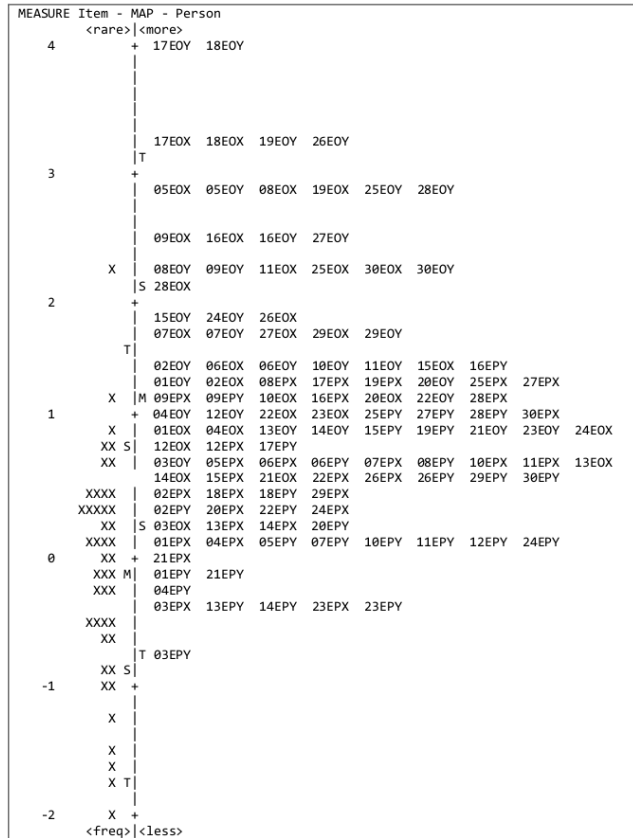 MEASURE Item - MAP - Person
<rare>|<more>
4 + 17EOY 18EOY
|
|
|
|
|
| 17EOX 18EOX 19EOY 26EOY
|T
3 +
| 05EOX 05EOY 08EOX 19EOX 25EOY 28EOY
|
|
| 09EOX 16EOX 16EOY 27EOY
|
X | 08EOY 09EOY 11EOX 25EOX 30EOX 30EOY
|S 28EOX
2 +
| 15EOY 24EOY 26EOX
| 07EOX 07EOY 27EOX 29EOX 29EOY
T|
| 02EOY 06EOX 06EOY 10EOY 11EOY 15EOX 16EPY
| 01EOY 02EOX 08EPX 17EPX 19EPX 20EOY 25EPX 27EPX
X |M 09EPX 09EPY 10EOX 16EPX 20EOX 22EOY 28EPX
1 + 04EOY 12EOY 22EOX 23EOX 25EPY 27EPY 28EPY 30EPX
X | 01EOX 04EOX 13EOY 14EOY 15EPY 19EPY 21EOY 23EOY 24EOX
XX S| 12EOX 12EPX 17EPY
XX | 03EOY 05EPX 06EPX 06EPY 07EPX 08EPY 10EPX 11EPX 13EOX
14EOX 15EPX 21EOX 22EPX 26EPX 26EPY 29EPY 30EPY
XXXX | 02EPX 18EPX 18EPY 29EPX
XXXXX | 02EPY 20EPX 22EPY 24EPX
XX |S 03EOX 13EPX 14EPX 20EPY
XXXX | 01EPX 04EPX 05EPY 07EPY 10EPY 11EPY 12EPY 24EPY
0 XX + 21EPX
XXX M| 01EPY 21EPY
XXX | 04EPY
| 03EPX 13EPY 14EPY 23EPX 23EPY
XXXX |
XX |
|T 03EPY
XX S|
-1 XX +
|
X |
|
X |
X |
X T|
|
-2 X +
<freq>|<less>